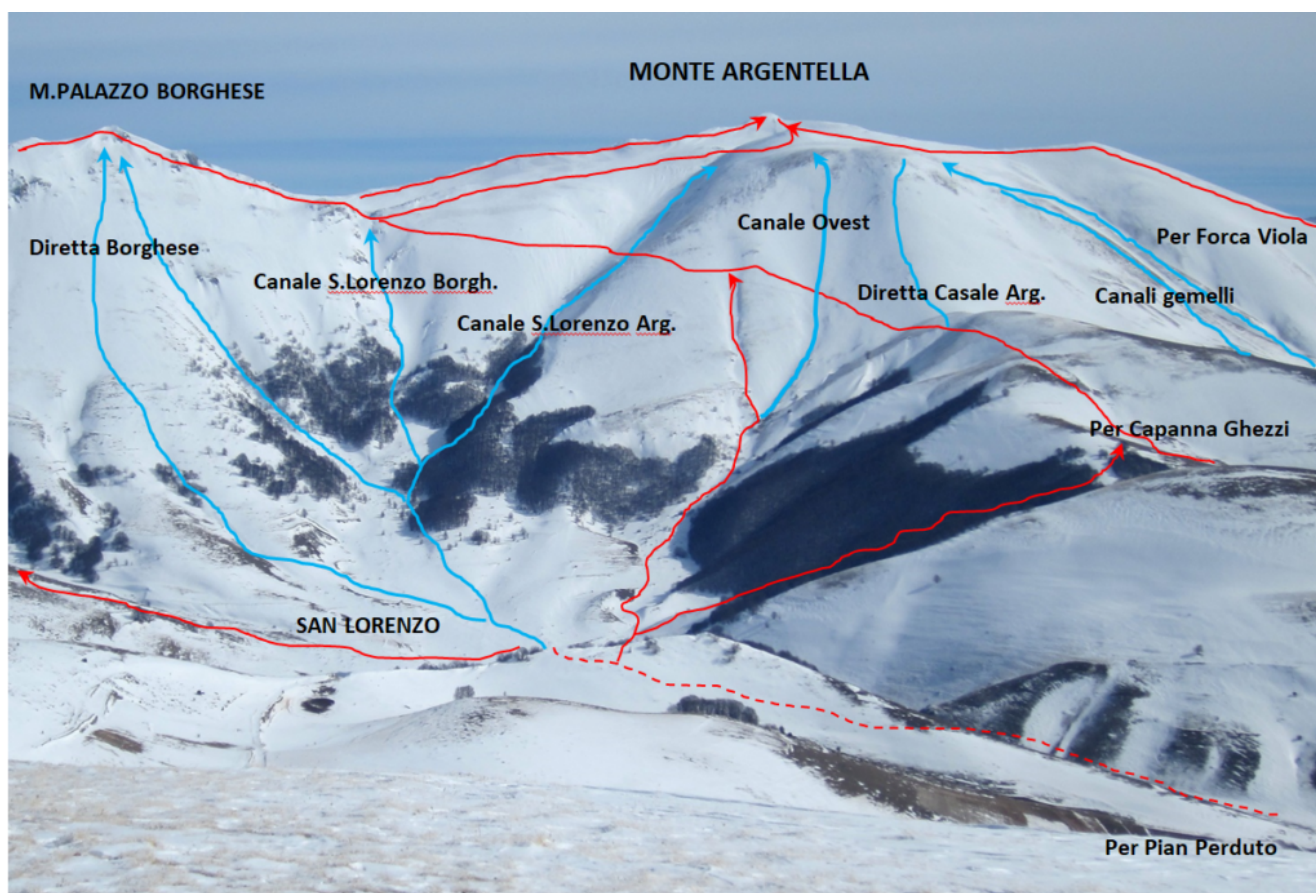 MONTE ARGENTELLA
M.PALAZZO BORGHESE
Canale Ovest
Per Forca Viola
Diretta Borghese
Canale S.Lorenzo Borgh.
Diretta Casale Arg.
Canali gemelli
Canale S.Lorenzo Arg.
Per Capanna Ghezzi
SAN LORENZO
Per Pian Perduto